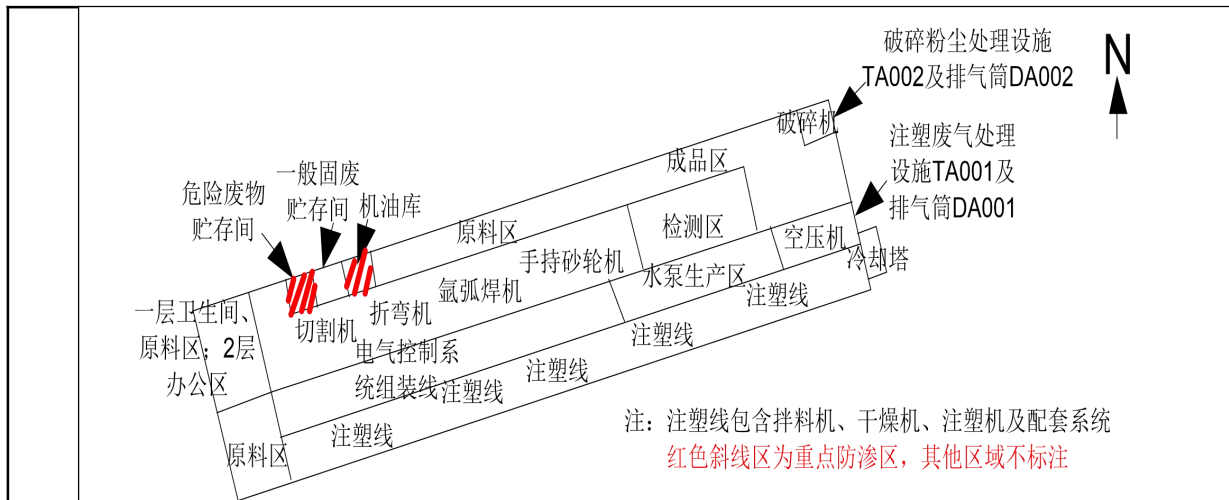 破碎粉尘处理设施
TA002及排气筒DA002
N
破碎机
注塑废气处理
设施TA001及
排气筒DA001
成品区
一般固废
贮存间
危险废物
贮存间
机油库
原料区
检测区
空压机
冷却塔
手持砂轮机
水泵生产区
氩弧焊机
注塑线
一层卫生间、
原料区；2层
办公区
切割机
折弯机
电气控制系
统组装线
注塑线
注塑线
注塑线
注塑线
原料区
注：注塑线包含拌料机、干燥机、注塑机及配套系统
红色斜线区为重点防渗区，其他区域不标注